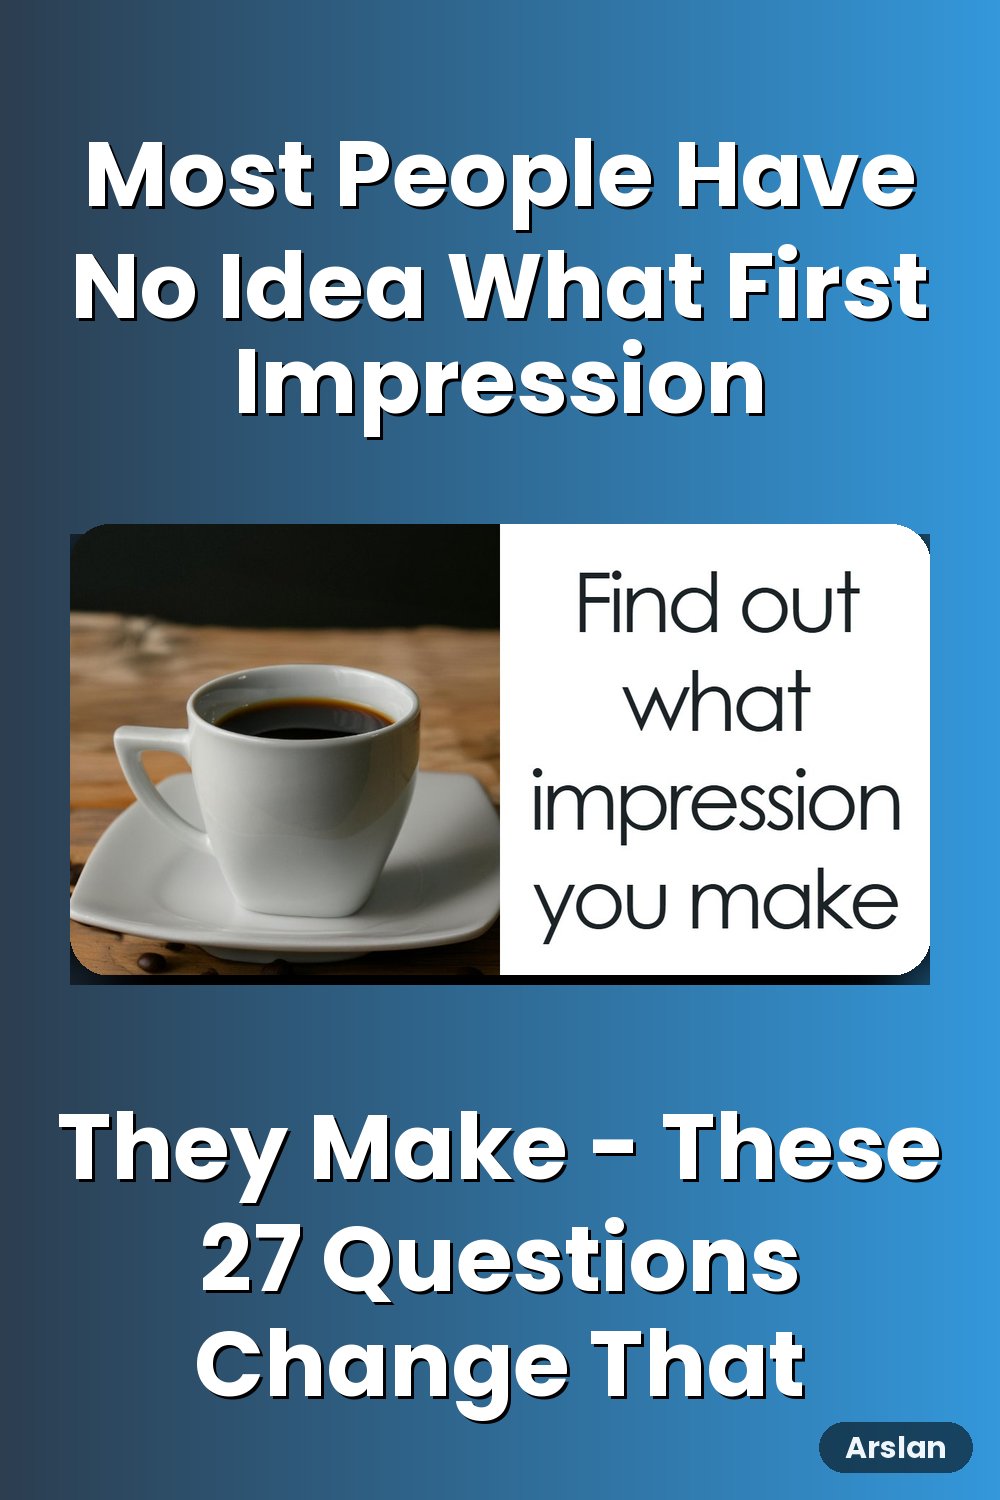 Most People Have
No Idea What First
Impression
Find out
what
impression
you make
They Make - These
27 Questions
Change That
Arslan